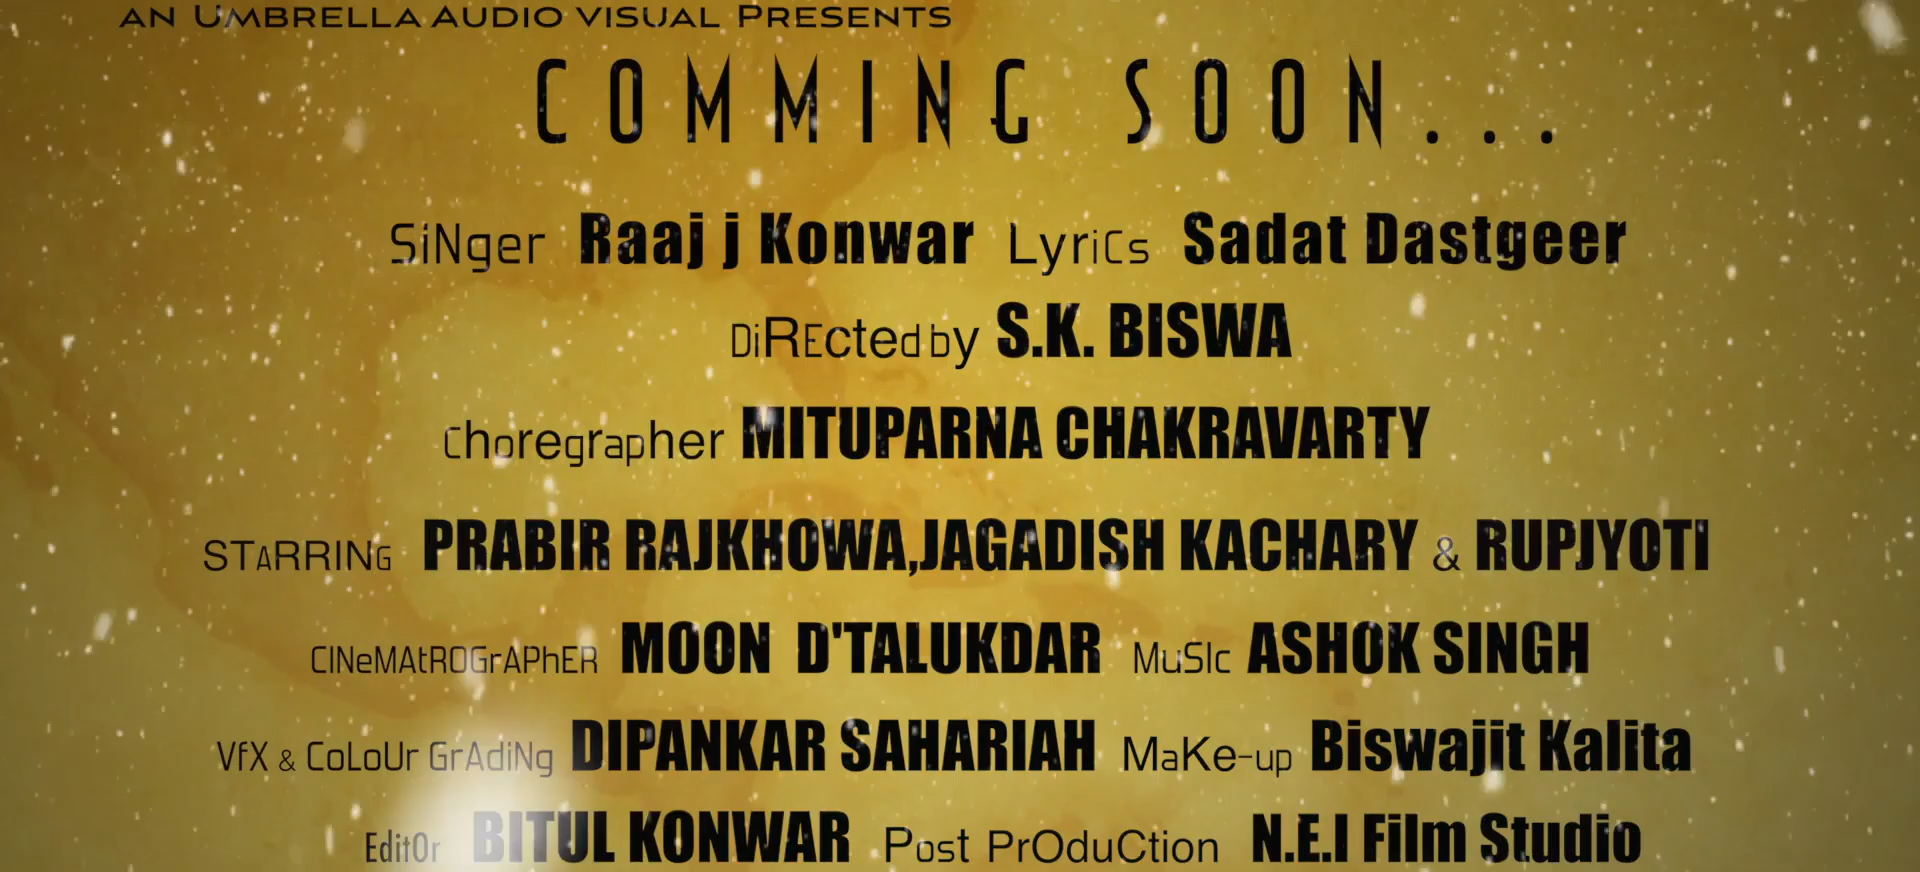 AN UMBRELLA AUDIO VISUAL PRESENTS
COMMING SOON...
SiNger Raaj j Konwar LyriCs Sadat Dastgeer
DiREcted by S.K. BISWA
Choregrapher MITUPARNA CHAKRAVARTY
STaRRINg PRABIR RAJKHOWA,JAGADISH KACHARY & RUPJYOTI
CINeMAtROGrAPhER MOON D'TALUKDAR MuSIc ASHOK SINGH
VfX & CoLoUr GrAdiNg DIPANKAR SAHARIAH MaKe-up Biswajit Kalita
Edit0r BITUL KONWAR Post PrOduCtion N.E.I Film Studio